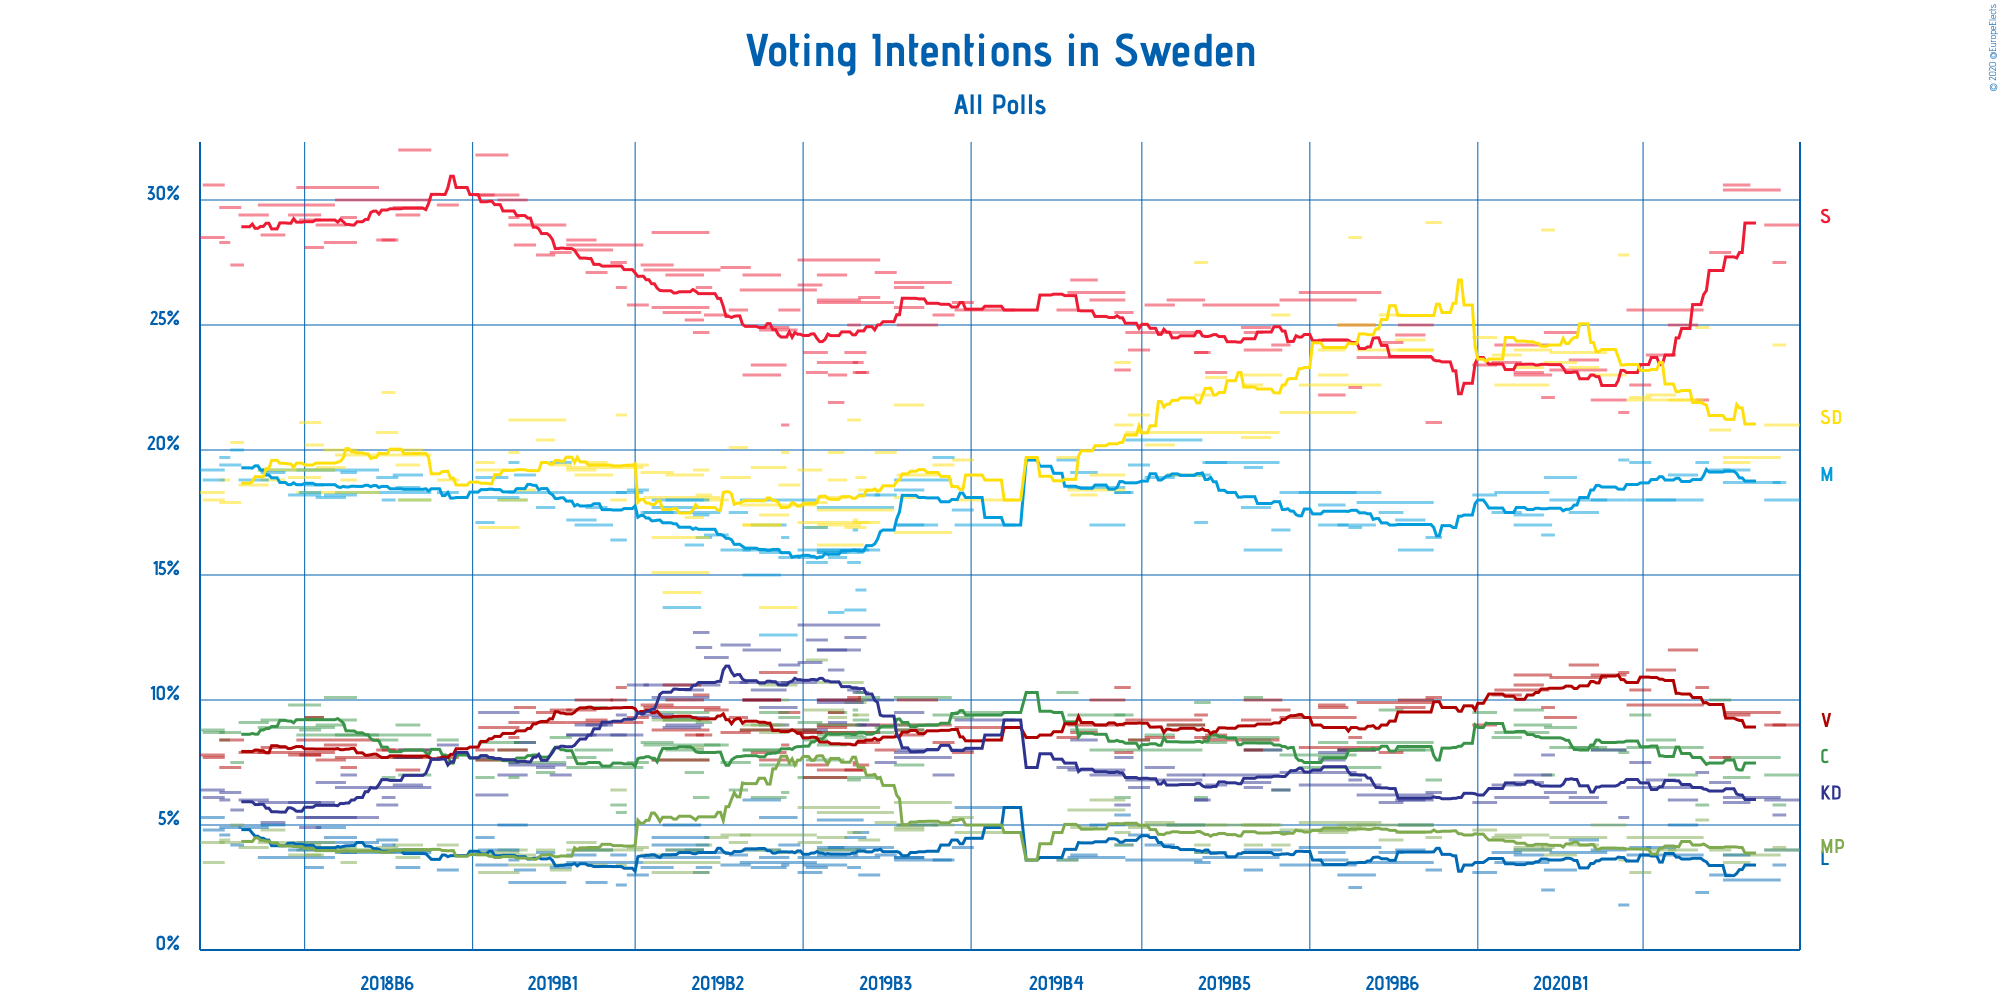 Voting Intentions in Sweden
All Polls
© 2020 @EuropeElects
30%
25%
20%
15%
10%
5%
0%
S
SD
M
V
C
KD
MP
L
2018B6
2019B1
2019B2
2019B3
2019B4
2019B5
2019B6
2020B1